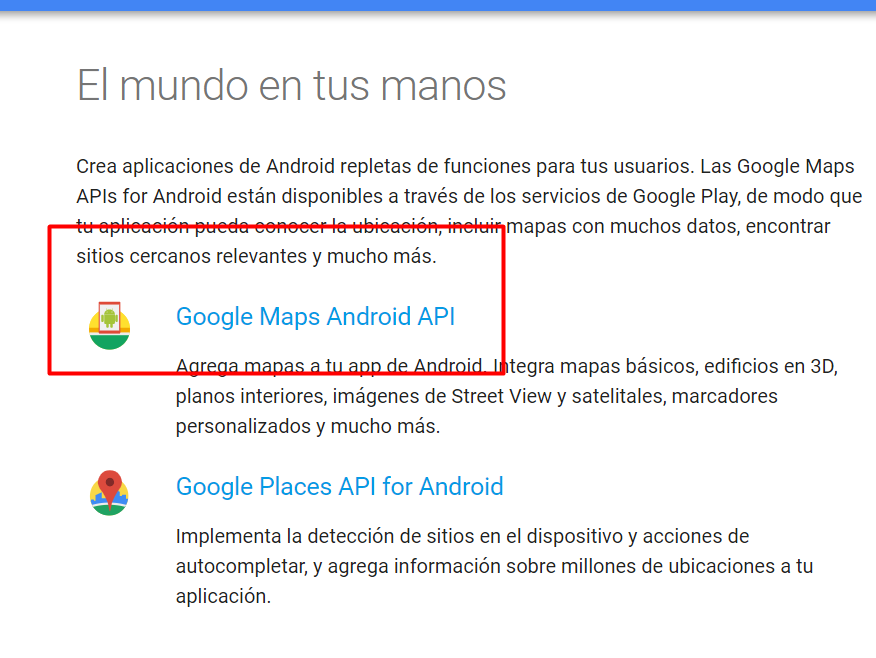 El mundo en tus manos
Crea aplicaciones de Android repletas de funciones para tus usuarios. Las Google Maps
APIs for Android están disponibles a través de los servicios de Google Play, de modo que
tu aplicación pueda conocer la ubicación, incluir mapas con muchos datos, encontrar
sitios cercanos relevantes y mucho más.
Google Maps Android API
Agrega mapas a tu app de Android. Integra mapas básicos, edificios en 3D,
planos interiores, imágenes de Street View y satelitales, marcadores
personalizados y mucho más.
Google Places API for Android
Implementa la detección de sitios en el dispositivo y acciones de
autocompletar, y agrega información sobre millones de ubicaciones a tu
aplicación.